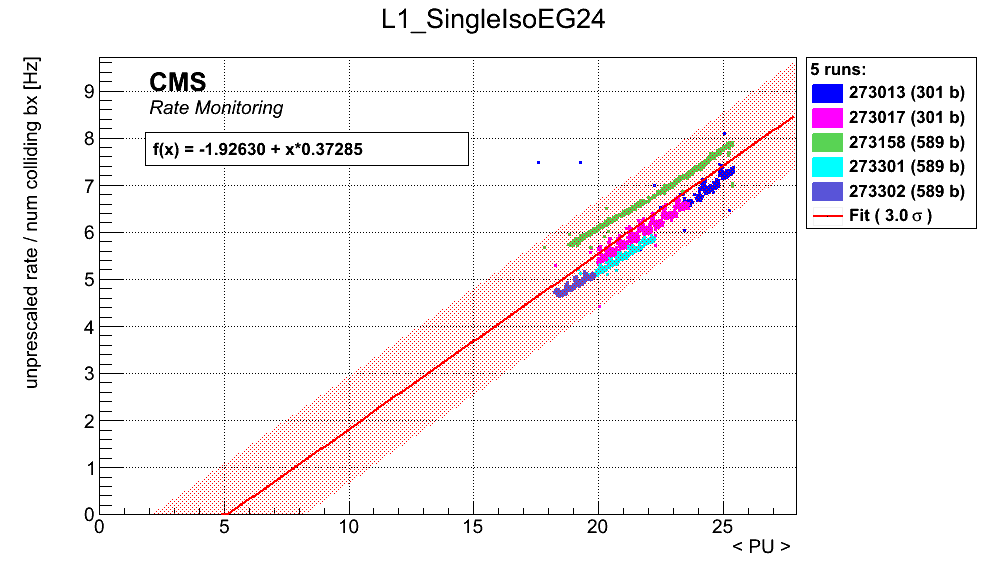 L1_SingleIsoEG24
unprescaled rate / num colliding bx [Hz]
CMS
Rate Monitoring
f(x) = -1.92630 + x*0.37285
9
8
7
6
5
4
3
2
1
0
0 5 10 15 20 25
< PU >
5 runs:
273013 (301 b)
273017 (301 b)
273158 (589 b)
273301 (589 b)
273302 (589 b)
Fit ( 3.0 σ )